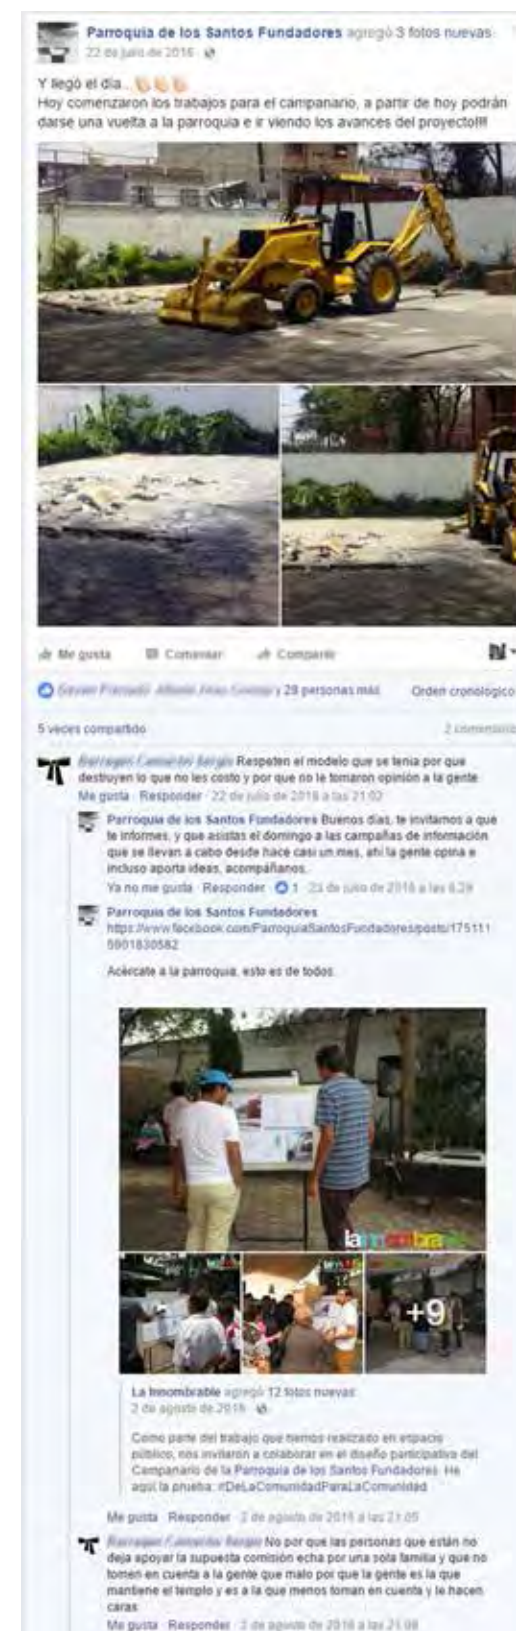 Parroquia de los Santos Fundadores agregó 3 fotos nuevas
22 de julio de 2016
Y llegó el día...
Hoy comenzaron los trabajos para el campanario, a partir de hoy podrán
darse una vuelta a la parroquia e ir viendo los avances del proyecto!!!!
Me gusta Comentar Compartir
y 28 personas más Orden cronológico
5 veces compartido 2 comentarios
Respeten el modelo que se tenia por que
destruyen lo que no les costo y por que no le tomaron opinión a la gente
Me gusta · Responder · 22 de julio de 2016 a las 21:02
Parroquia de los Santos Fundadores Buenos días, te invitamos a que
te informes, y que asistas el domingo a las campañas de información
que se llevan a cabo desde hace casi un mes, ahí la gente opina e
incluso aporta ideas, acompáñanos.
Ya no me gusta · Responder · 1 · 23 de julio de 2016 a las 8:29
Parroquia de los Santos Fundadores
https://www.facebook.com/ParroquiaSantosFundadores/posts/175111
5901830582
Acércate a la parroquia, esto es de todos.
+9
La Innombrable agregó 12 fotos nuevas
2 de agosto de 2016
Como parte del trabajo que hemos realizado en espacio
público, nos invitaron a colaborar en el diseño participativo del
Campanario de la Parroquia de los Santos Fundadores. He
aquí la prueba: #DeLaComunidadParaLaComunidad
Me gusta · Responder · 2 de agosto de 2016 a las 21:05
No por que las personas que están no
deja apoyar la supuesta comisión echa por una sola familia y que no
tomen en cuenta a la gente que malo por que la gente es la que
mantiene el templo y es a la que menos toman en cuenta y le hacen
caras
Me gusta · Responder · 2 de agosto de 2016 a las 21:08